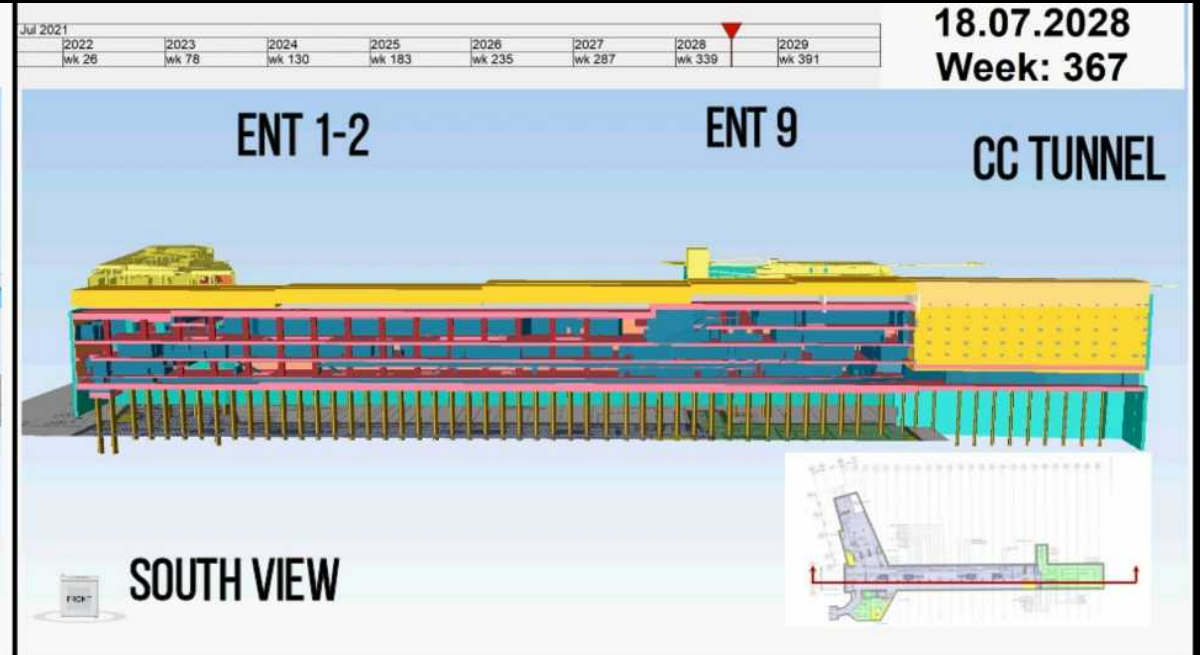 Jul 2021
2022 2023 2024 2025 2026 2027 2028 2029
wk 26 wk 78 wk 130 wk 183 wk 235 wk 287 wk 339 wk 391
18.07.2028
Week: 367
ENT 1-2
ENT 9
CC TUNNEL
SOUTH VIEW
FRONT